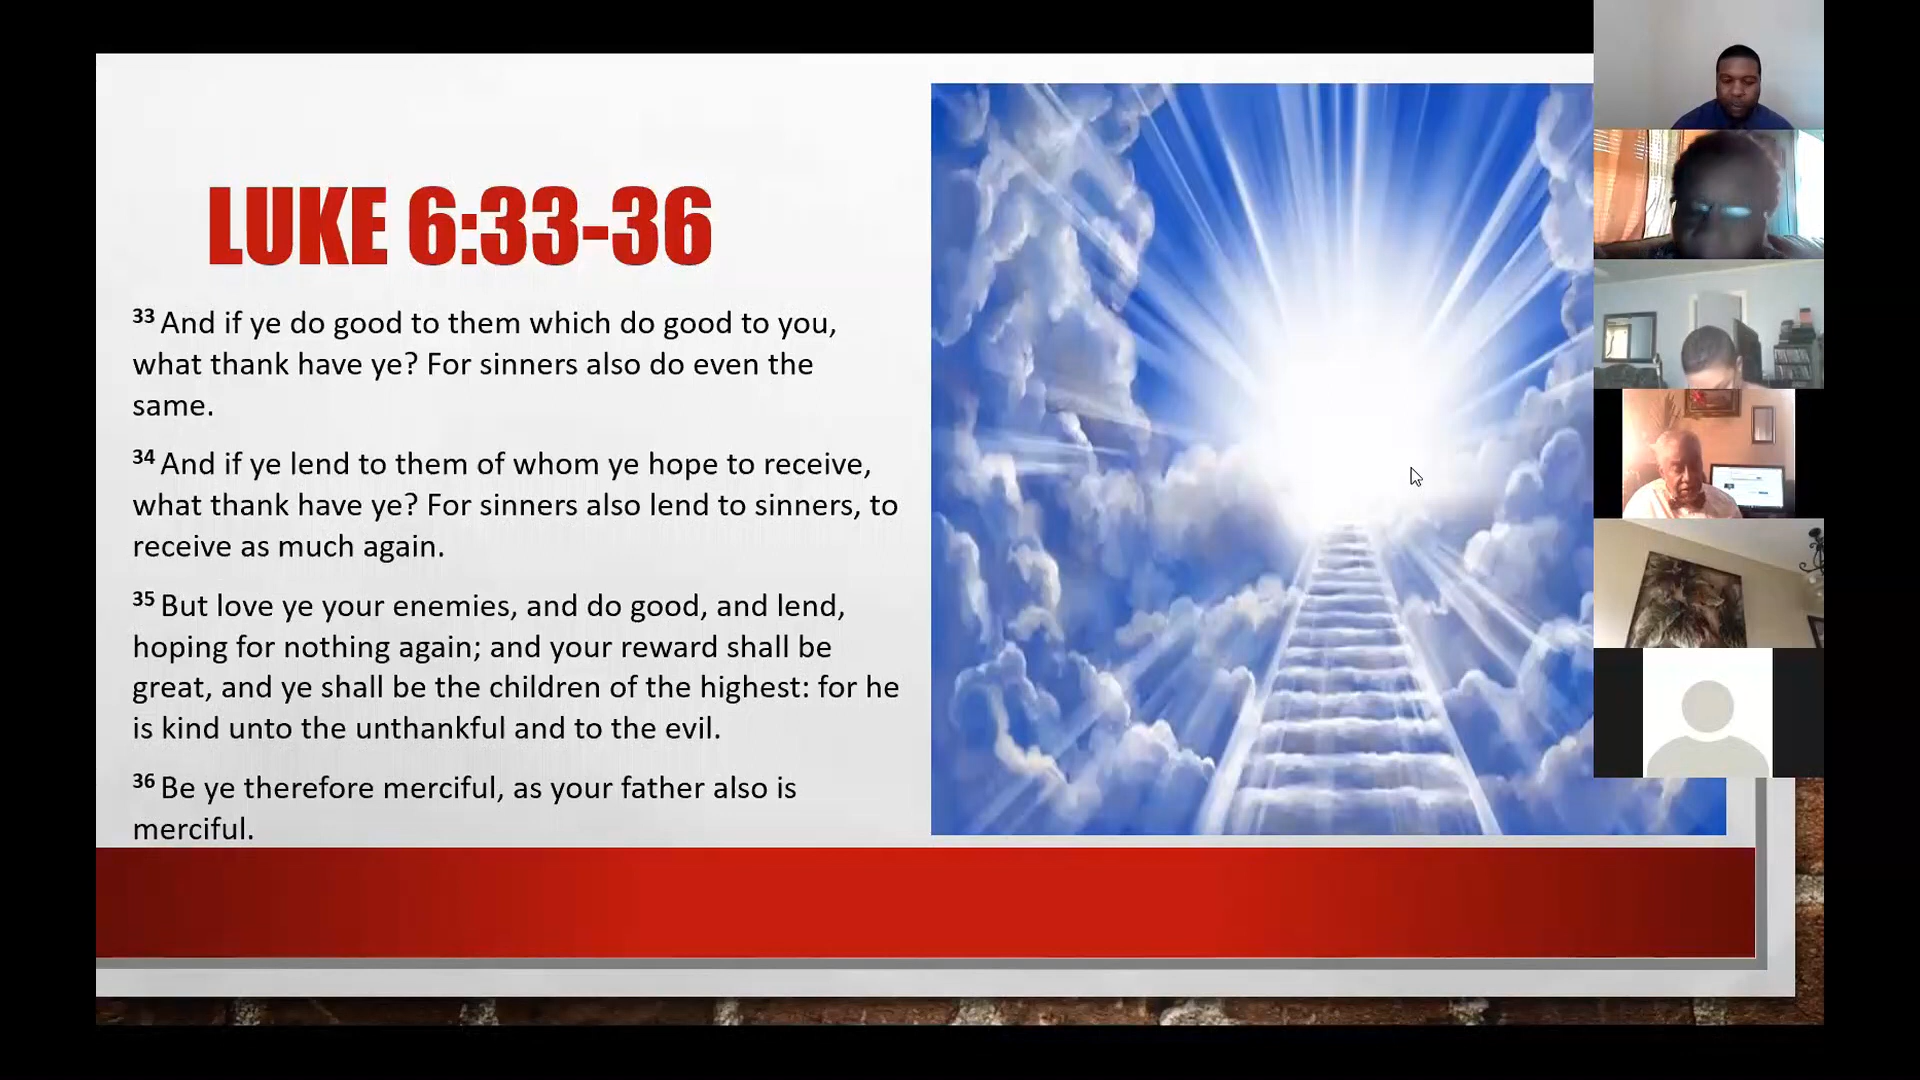 LUKE 6:33-36
33 And if ye do good to them which do good to you,
what thank have ye? For sinners also do even the
same.
34 And if ye lend to them of whom ye hope to receive,
what thank have ye? For sinners also lend to sinners, to
receive as much again.
35 But love ye your enemies, and do good, and lend,
hoping for nothing again; and your reward shall be
great, and ye shall be the children of the highest: for he
is kind unto the unthankful and to the evil.
36 Be ye therefore merciful, as your father also is
merciful.